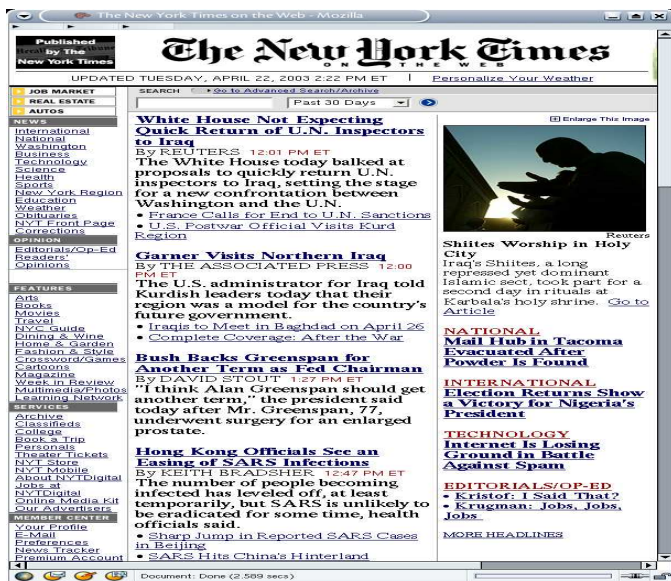 The New York Times on the Web - Mozilla
Published
by The
New York Times
The New York Times
ON THE WEB
UPDATED TUESDAY, APRIL 22, 2003 2:22 PM ET | Personalize Your Weather
JOB MARKET
REAL ESTATE
AUTOS
NEWS
International
National
Washington
Business
Technology
Science
Health
Sports
New York Region
Education
Weather
Obituaries
NYT Front Page
Corrections
OPINION
Editorials/Op-Ed
Readers'
Opinions
FEATURES
Arts
Books
Movies
Travel
NYC Guide
Dining & Wine
Home & Garden
Fashion & Style
Crossword/Games
Cartoons
Magazine
Week in Review
Multimedia/Photos
Learning Network
SERVICES
Archive
Classifieds
College
Book a Trip
Personals
Theater Tickets
NYT Store
NYT Mobile
About NYTDigital
Jobs at
NYTDigital
Online Media Kit
Our Advertisers
MEMBER CENTER
Your Profile
E-Mail
Preferences
News Tracker
Premium Account
SEARCH Go to Advanced Search/Archive
Past 30 Days
White House Not Expecting
Quick Return of U.N. Inspectors
to Iraq
By REUTERS 12:01 PM ET
The White House today balked at
proposals to quickly return U.N.
inspectors to Iraq, setting the stage
for a new confrontation between
Washington and the U.N.
• France Calls for End to U.N. Sanctions
• U.S. Postwar Official Visits Kurd
Region
Garner Visits Northern Iraq
By THE ASSOCIATED PRESS 12:00
PM ET
The U.S. administrator for Iraq told
Kurdish leaders today that their
region was a model for the country's
future government.
• Iraqis to Meet in Baghdad on April 26
• Complete Coverage: After the War
Bush Backs Greenspan for
Another Term as Fed Chairman
By DAVID STOUT 1:27 PM ET
"I think Alan Greenspan should get
another term," the president said
today after Mr. Greenspan, 77,
underwent surgery for an enlarged
prostate.
Hong Kong Officials See an
Easing of SARS Infections
By KEITH BRADSHER 12:47 PM ET
The number of people becoming
infected has leveled off, at least
temporarily, but SARS is unlikely to
be eradicated for some time, health
officials said.
• Sharp Jump in Reported SARS Cases
in Beijing
• SARS Hits China's Hinterland
Enlarge This Image
Reuters
Shiites Worship in Holy
City
Iraq's Shiites, a long
repressed yet dominant
Islamic sect, took part for a
second day in rituals at
Karbala's holy shrine. Go to
Article
NATIONAL
Mail Hub in Tacoma
Evacuated After
Powder Is Found
INTERNATIONAL
Election Returns Show
a Victory for Nigeria's
President
TECHNOLOGY
Internet Is Losing
Ground in Battle
Against Spam
EDITORIALS/OP-ED
• Kristof: I Said That?
• Krugman: Jobs, Jobs,
Jobs
MORE HEADLINES
Document: Done (2.589 secs)